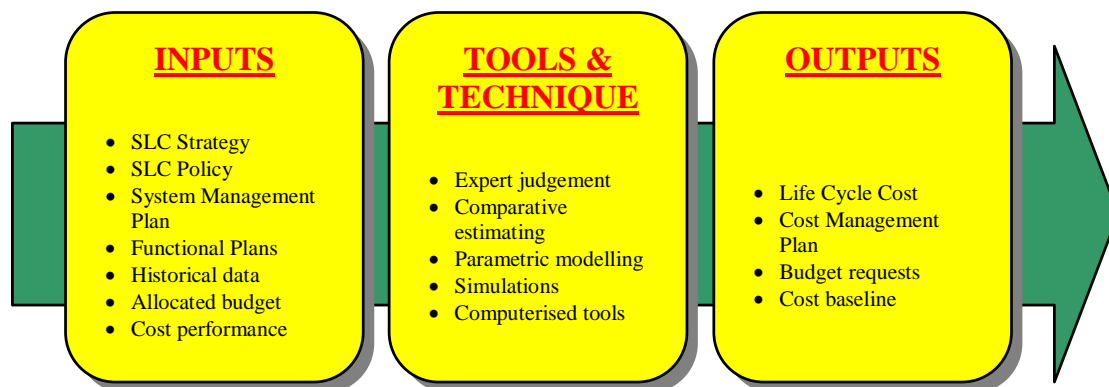 INPUTS
• SLC Strategy
• SLC Policy
• System Management
Plan
• Functional Plans
• Historical data
• Allocated budget
• Cost performance
TOOLS &
TECHNIQUE
• Expert judgement
• Comparative
estimating
• Parametric modelling
• Simulations
• Computerised tools
OUTPUTS
• Life Cycle Cost
• Cost Management
Plan
• Budget requests
• Cost baseline